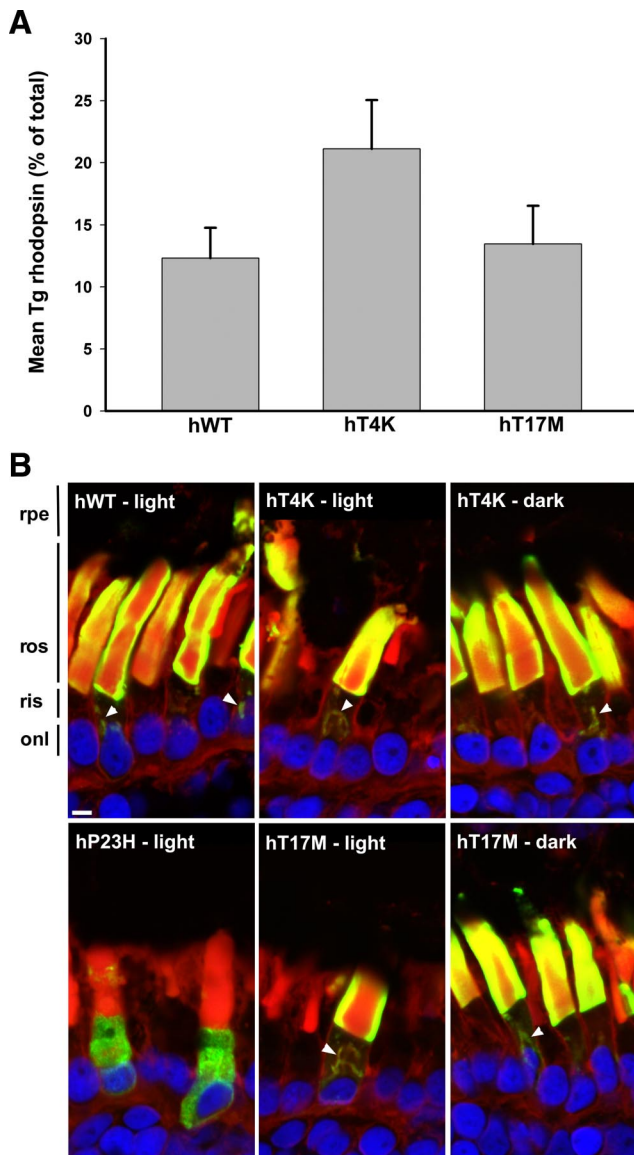 A
Mean Tg rhodopsin (% of total)
30
25
20
15
10
5
0
hWT hT4K hT17M
B
rpe
ros
ris
onl
hWT - light hT4K - light hT4K - dark
hP23H - light hT17M - light hT17M - dark